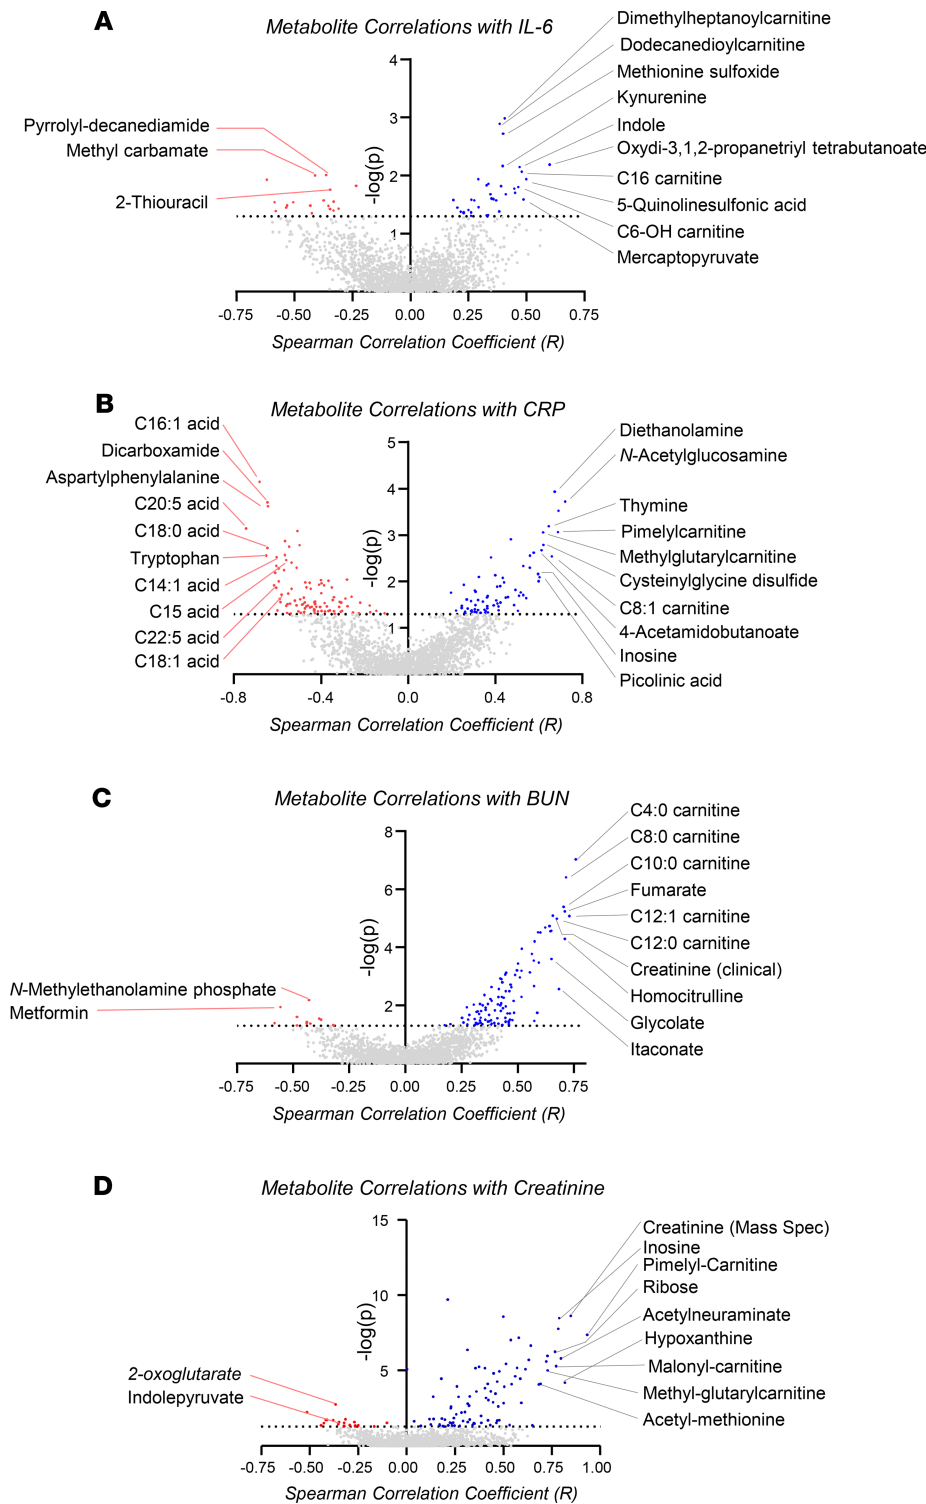 A
Metabolite Correlations with IL-6
Dimethylheptanoylcarnitine
Dodecanedioylcarnitine
Methionine sulfoxide
Kynurenine
Indole
Oxydi-3,1,2-propanetriyl tetrabutanoate
C16 carnitine
5-Quinolinesulfonic acid
C6-OH carnitine
Mercaptopyruvate
Pyrrolyl-decanediamide
Methyl carbamate
2-Thiouracil
-log(p)
4
3
2
1
-0.75 -0.50 -0.25 0.00 0.25 0.50 0.75
Spearman Correlation Coefficient (R)
B
Metabolite Correlations with CRP
C16:1 acid
Dicarboxamide
Aspartylphenylalanine
C20:5 acid
C18:0 acid
Tryptophan
C14:1 acid
C15 acid
C22:5 acid
C18:1 acid
Diethanolamine
N-Acetylglucosamine
Thymine
Pimelylcarnitine
Methylglutarylcarnitine
Cysteinylglycine disulfide
C8:1 carnitine
4-Acetamidobutanoate
Inosine
Picolinic acid
-log(p)
5
4
3
2
1
-0.8 -0.4 0.0 0.4 0.8
Spearman Correlation Coefficient (R)
C
Metabolite Correlations with BUN
C4:0 carnitine
C8:0 carnitine
C10:0 carnitine
Fumarate
C12:1 carnitine
C12:0 carnitine
Creatinine (clinical)
Homocitrulline
Glycolate
Itaconate
N-Methylethanolamine phosphate
Metformin
-log(p)
8
6
4
2
-0.75 -0.50 -0.25 0.00 0.25 0.50 0.75
Spearman Correlation Coefficient (R)
D
Metabolite Correlations with Creatinine
Creatinine (Mass Spec)
Inosine
Pimelyl-Carnitine
Ribose
Acetylneuraminate
Hypoxanthine
Malonyl-carnitine
Methyl-glutarylcarnitine
Acetyl-methionine
2-oxoglutarate
Indolepyruvate
-log(p)
15
10
5
-0.75 -0.50 -0.25 0.00 0.25 0.50 0.75 1.00
Spearman Correlation Coefficient (R)